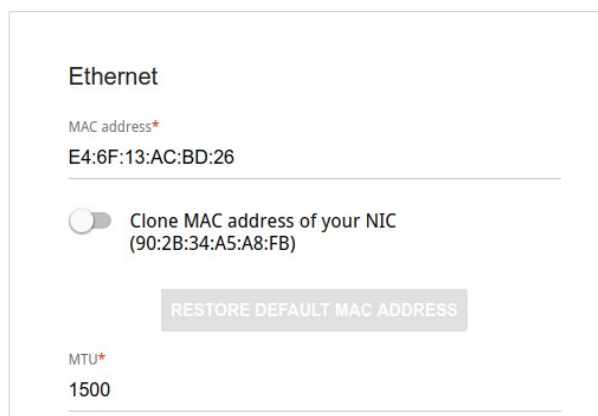 Ethernet
MAC address*
E4:6F:13:AC:BD:26
Clone MAC address of your NIC
(90:2B:34:A5:A8:FB)
RESTORE DEFAULT MAC ADDRESS
MTU*
1500